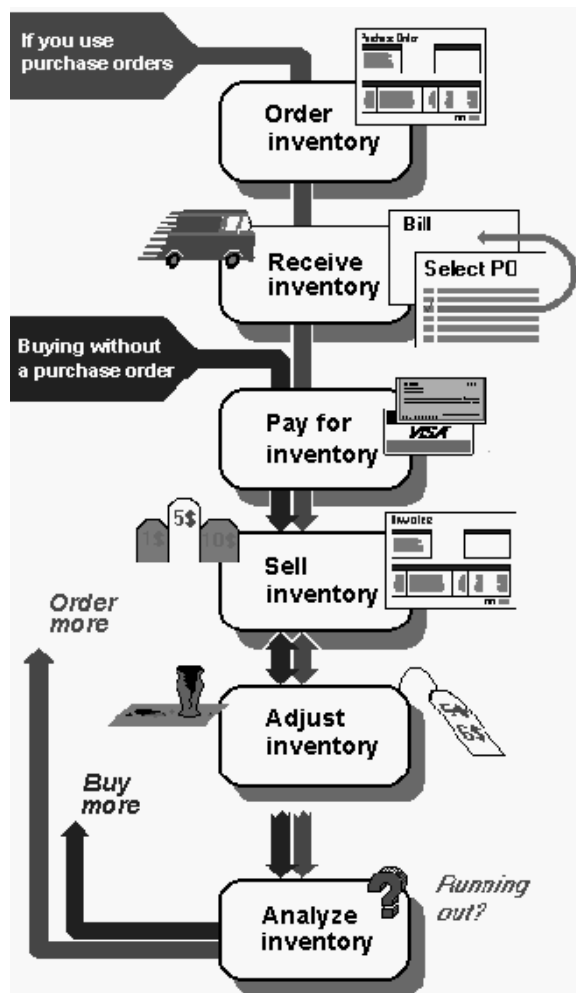 If you use
purchase orders
Purchase Order
Order
inventory
Bill
Select PO
Receive
inventory
Buying without
a purchase order
Pay for
inventory
VISA
1$
5$
10$
Invoice
Sell
inventory
Order
more
Adjust
inventory
6$
Buy
more
Analyze
inventory
?
Running
out?